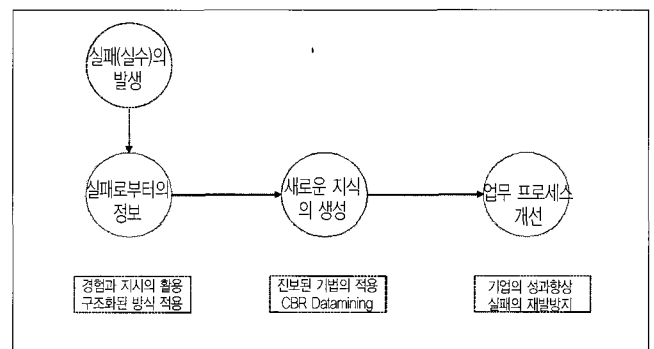 실패(실수)의
발생
실패로부터의
정보
새로운 지식
의 생성
업무 프로세스
개선
경험과 지시의 활용
구조화된 방식 적용
진보된 기법의 적용
CBR Datamining
기업의 성과향상
실패의 재발방지